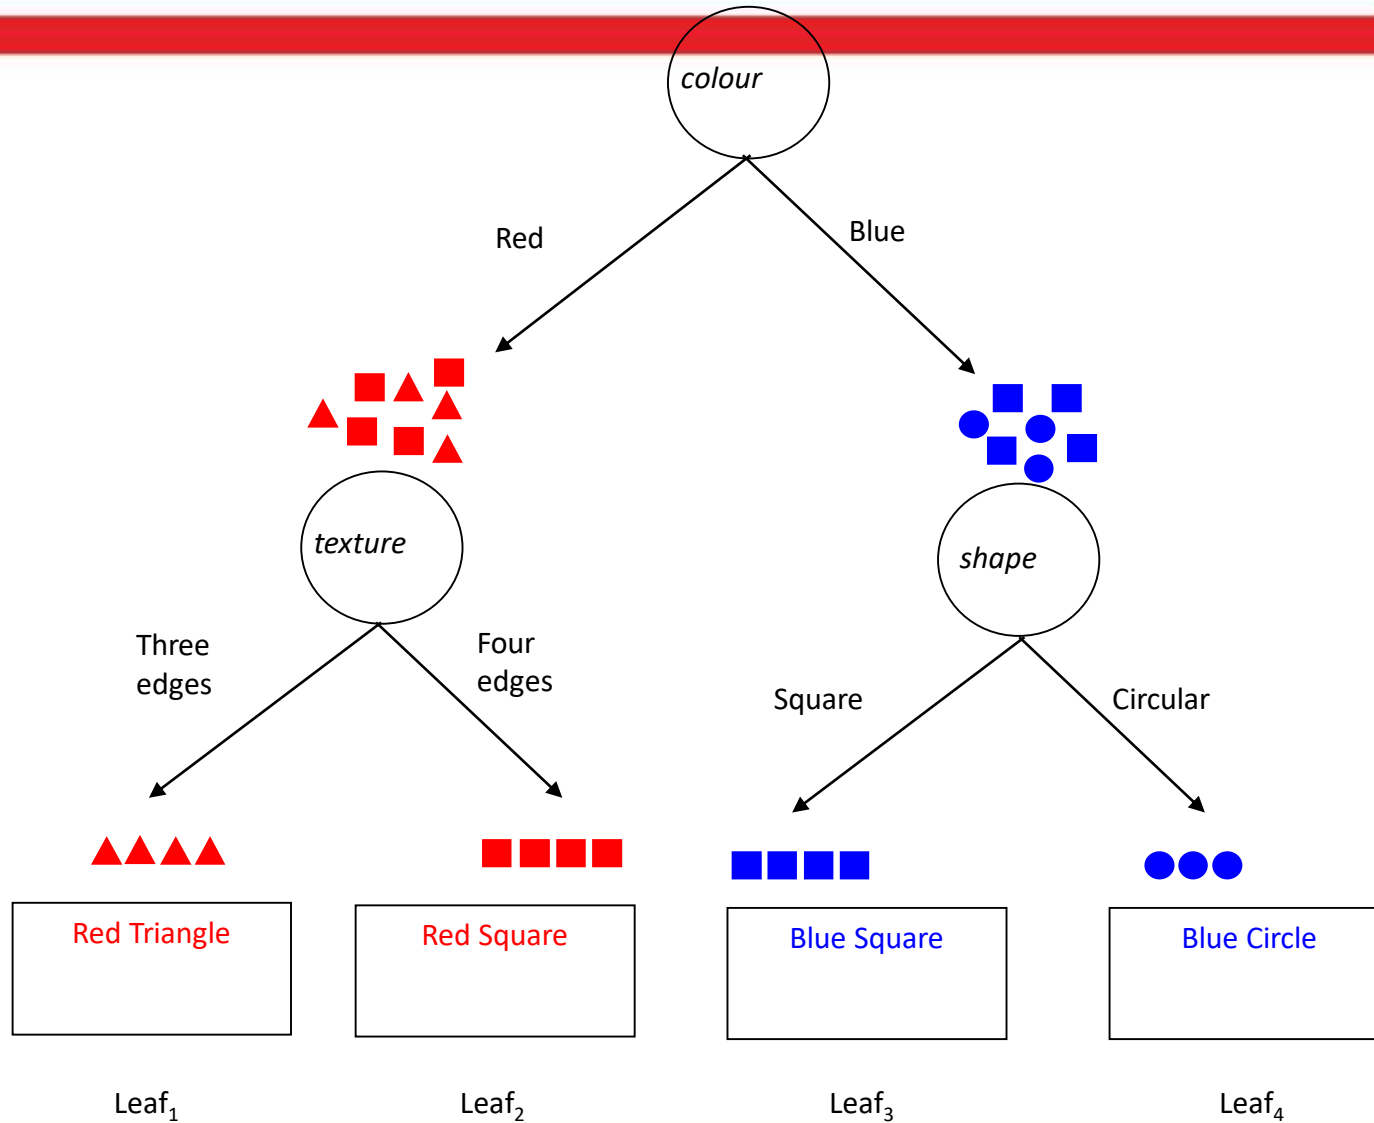 colour
Red
Blue
texture
shape
Three
edges
Four
edges
Square
Circular
Red Triangle
Red Square
Blue Square
Blue Circle
Leaf₁
Leaf₂
Leaf₃
Leaf₄